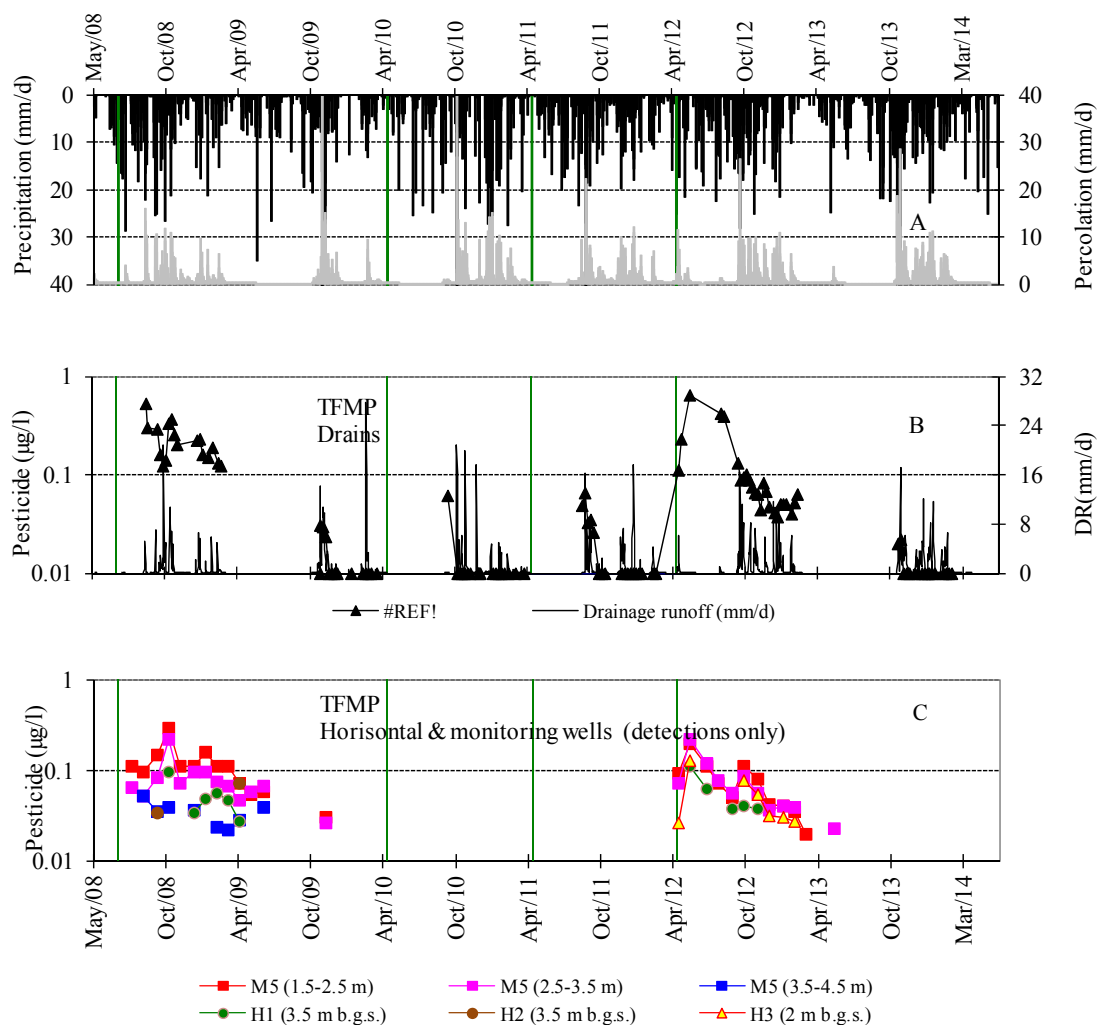 May/08 Oct/08 Apr/09 Oct/09 Apr/10 Oct/10 Apr/11 Oct/11 Apr/12 Oct/12 Apr/13 Oct/13 Mar/14
Precipitation (mm/d)
0
10
20
30
40
A
40
30
20
10
0
Percolation (mm/d)
Pesticide (µg/l)
1
0.1
0.01
TFMP
Drains
B
32
24
16
8
0
DR(mm/d)
#REF! Drainage runoff (mm/d)
Pesticide (µg/l)
1
0.1
0.01
TFMP
Horisontal & monitoring wells (detections only)
C
May/08 Oct/08 Apr/09 Oct/09 Apr/10 Oct/10 Apr/11 Oct/11 Apr/12 Oct/12 Apr/13 Oct/13 Mar/14
M5 (1.5-2.5 m) M5 (2.5-3.5 m) M5 (3.5-4.5 m)
H1 (3.5 m b.g.s.) H2 (3.5 m b.g.s.) H3 (2 m b.g.s.)